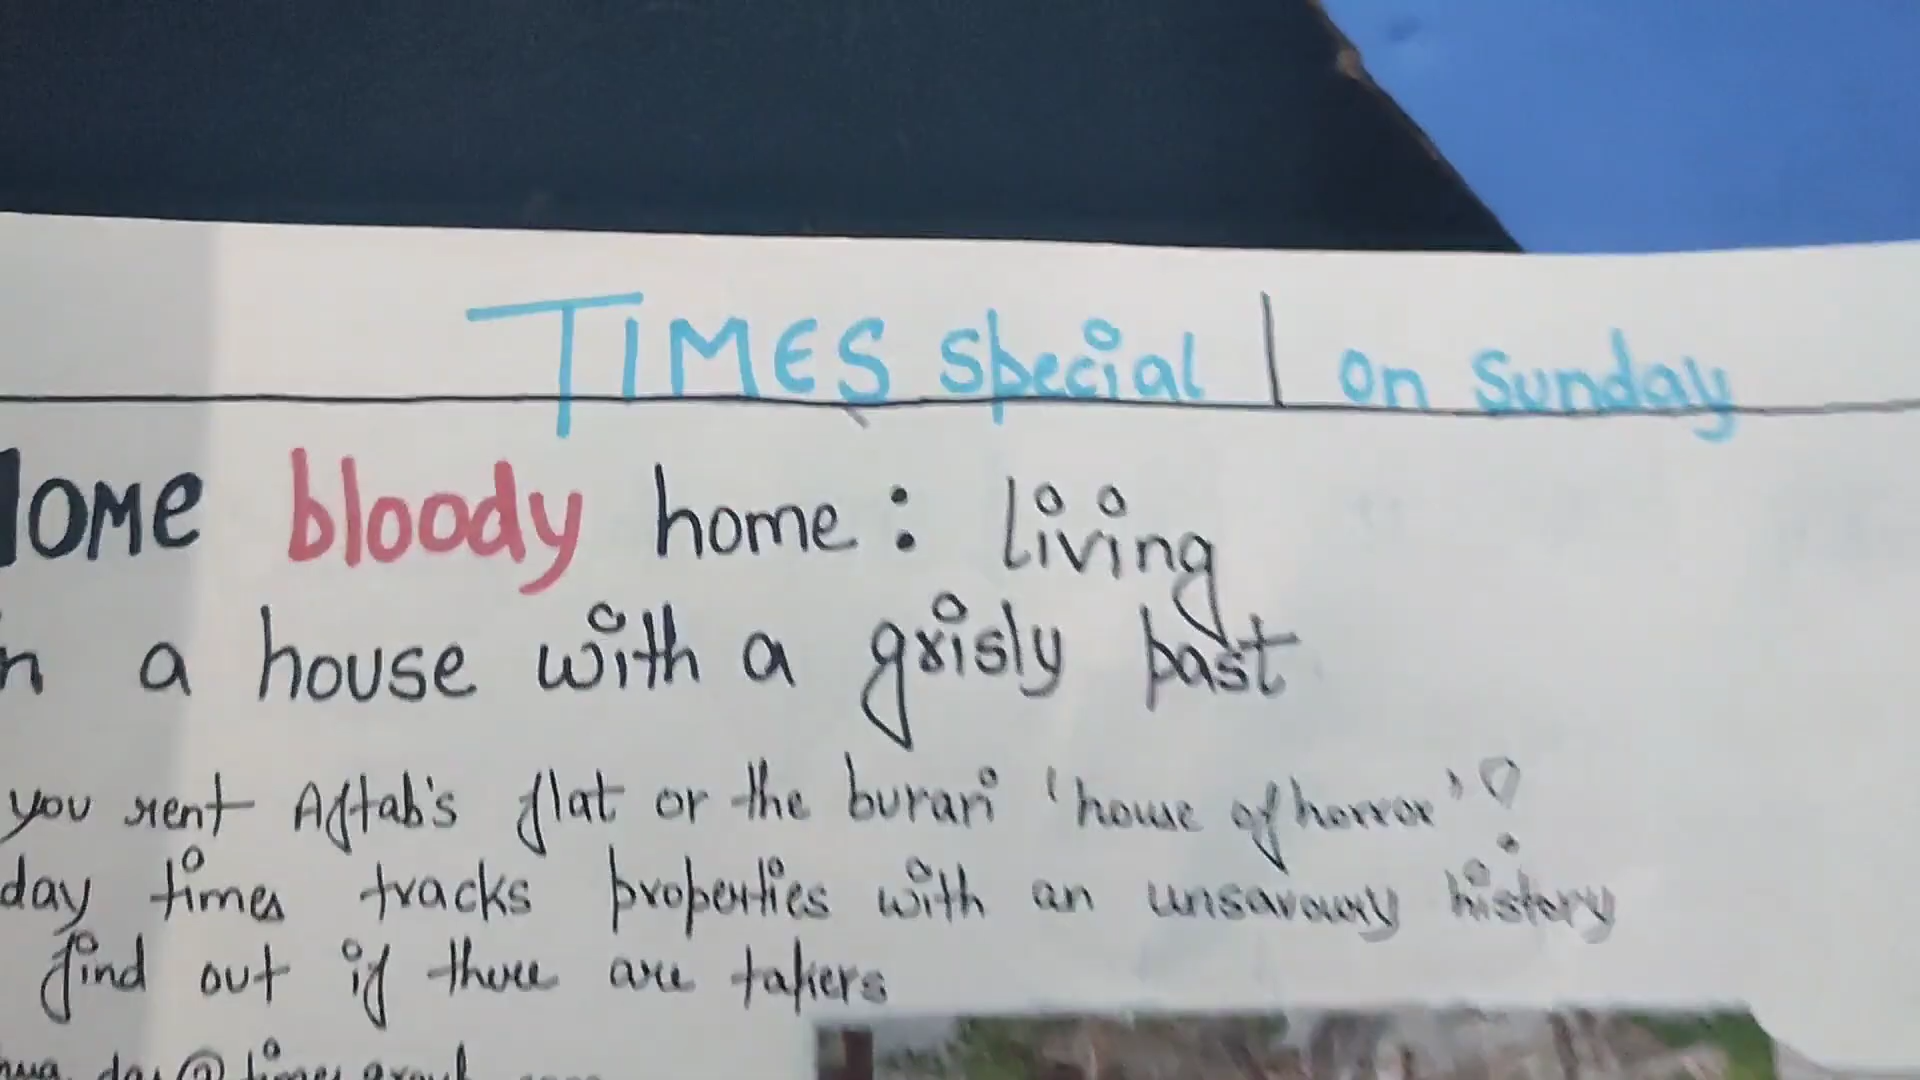 TIMES special | on Sunday
ome bloody home: living
n a house with a grisly past
you rent Aftab's flat or the burari 'house of horror'?
day times tracks properties with an unsavouy history
find out if there are takers